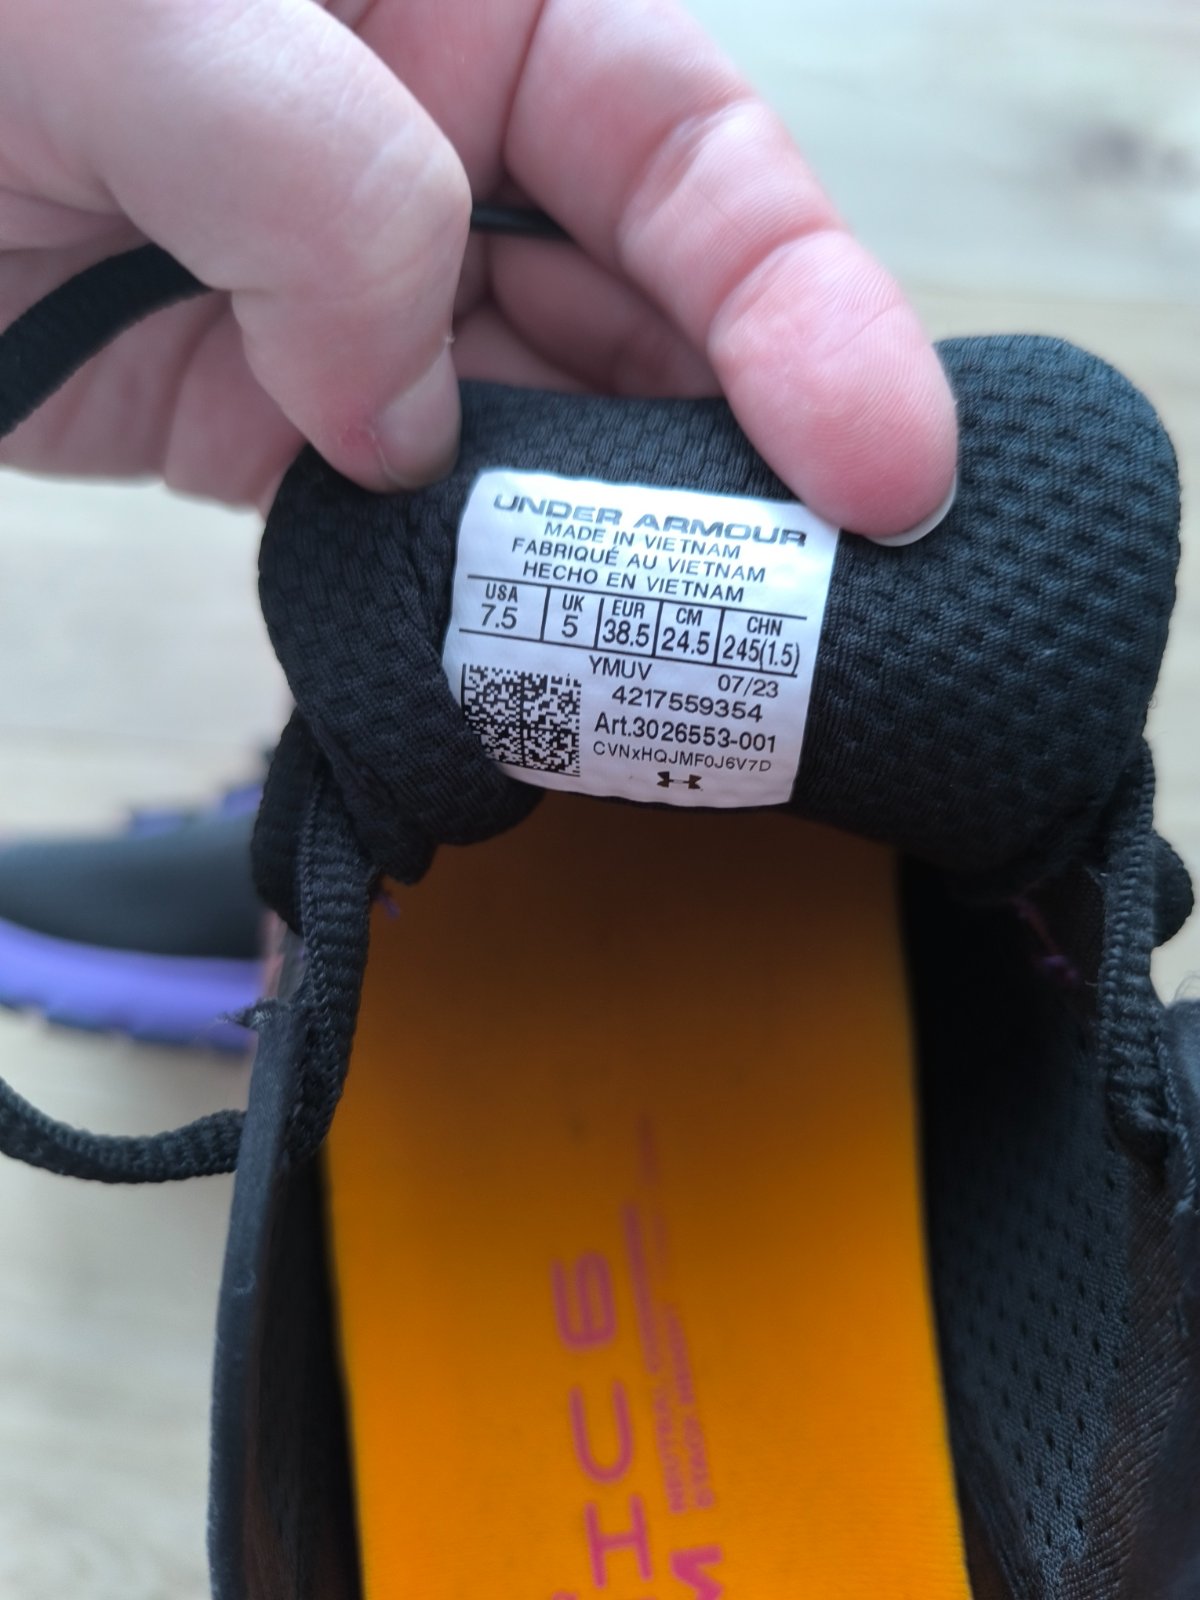 UNDER ARMOUR
MADE IN VIETNAM
FABRIQUÉ AU VIETNAM
HECHO EN VIETNAM
USA UK EUR CM CHN
7.5 5 38.5 24.5 245(1.5)
YMUV 07/23
4217559354
Art.3026553-001
CVNxHQJMF0J6V7D